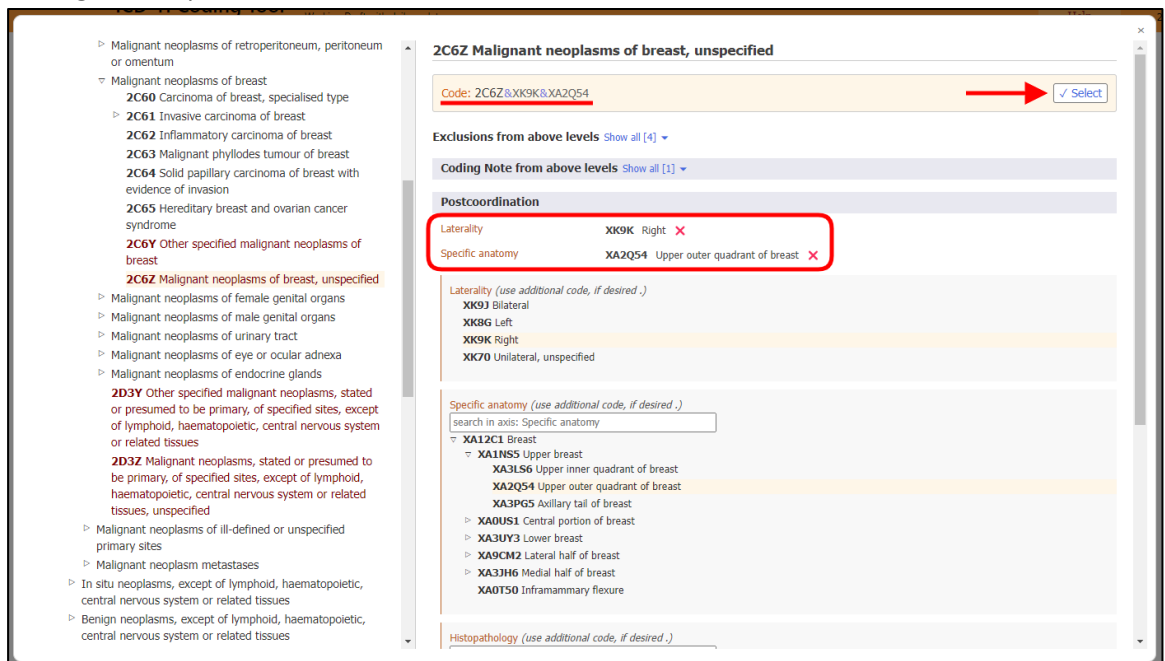 × 
▷ Malignant neoplasms of retroperitoneum, peritoneum
or omentum
▽ Malignant neoplasms of breast
2C60 Carcinoma of breast, specialised type
▷ 2C61 Invasive carcinoma of breast
2C62 Inflammatory carcinoma of breast
2C63 Malignant phyllodes tumour of breast
2C64 Solid papillary carcinoma of breast with
evidence of invasion
2C65 Hereditary breast and ovarian cancer
syndrome
2C6Y Other specified malignant neoplasms of
breast
2C6Z Malignant neoplasms of breast, unspecified
▷ Malignant neoplasms of female genital organs
▷ Malignant neoplasms of male genital organs
▷ Malignant neoplasms of urinary tract
▷ Malignant neoplasms of eye or ocular adnexa
▷ Malignant neoplasms of endocrine glands
2D3Y Other specified malignant neoplasms, stated
or presumed to be primary, of specified sites, except
of lymphoid, haematopoietic, central nervous system
or related tissues
2D3Z Malignant neoplasms, stated or presumed to
be primary, of specified sites, except of lymphoid,
haematopoietic, central nervous system or related
tissues, unspecified
▷ Malignant neoplasms of ill-defined or unspecified
primary sites
▷ Malignant neoplasm metastases
▷ In situ neoplasms, except of lymphoid, haematopoietic,
central nervous system or related tissues
▷ Benign neoplasms, except of lymphoid, haematopoietic,
central nervous system or related tissues
2C6Z Malignant neoplasms of breast, unspecified
Code: 2C6Z&XK9K&XA2Q54 ✓ Select
Exclusions from above levels Show all [4]
Coding Note from above levels Show all [1]
Postcoordination
Laterality XK9K Right ✕
Specific anatomy XA2Q54 Upper outer quadrant of breast ✕
Laterality (use additional code, if desired .)
XK9J Bilateral
XK8G Left
XK9K Right
XK70 Unilateral, unspecified
Specific anatomy (use additional code, if desired .)
search in axis: Specific anatomy
▽ XA12C1 Breast
▽ XA1NS5 Upper breast
XA3LS6 Upper inner quadrant of breast
XA2Q54 Upper outer quadrant of breast
XA3PG5 Axillary tail of breast
▷ XA0US1 Central portion of breast
▷ XA3UY3 Lower breast
▷ XA9CM2 Lateral half of breast
▷ XA3JH6 Medial half of breast
XA0T50 Inframammary flexure
Histopathology (use additional code, if desired .)